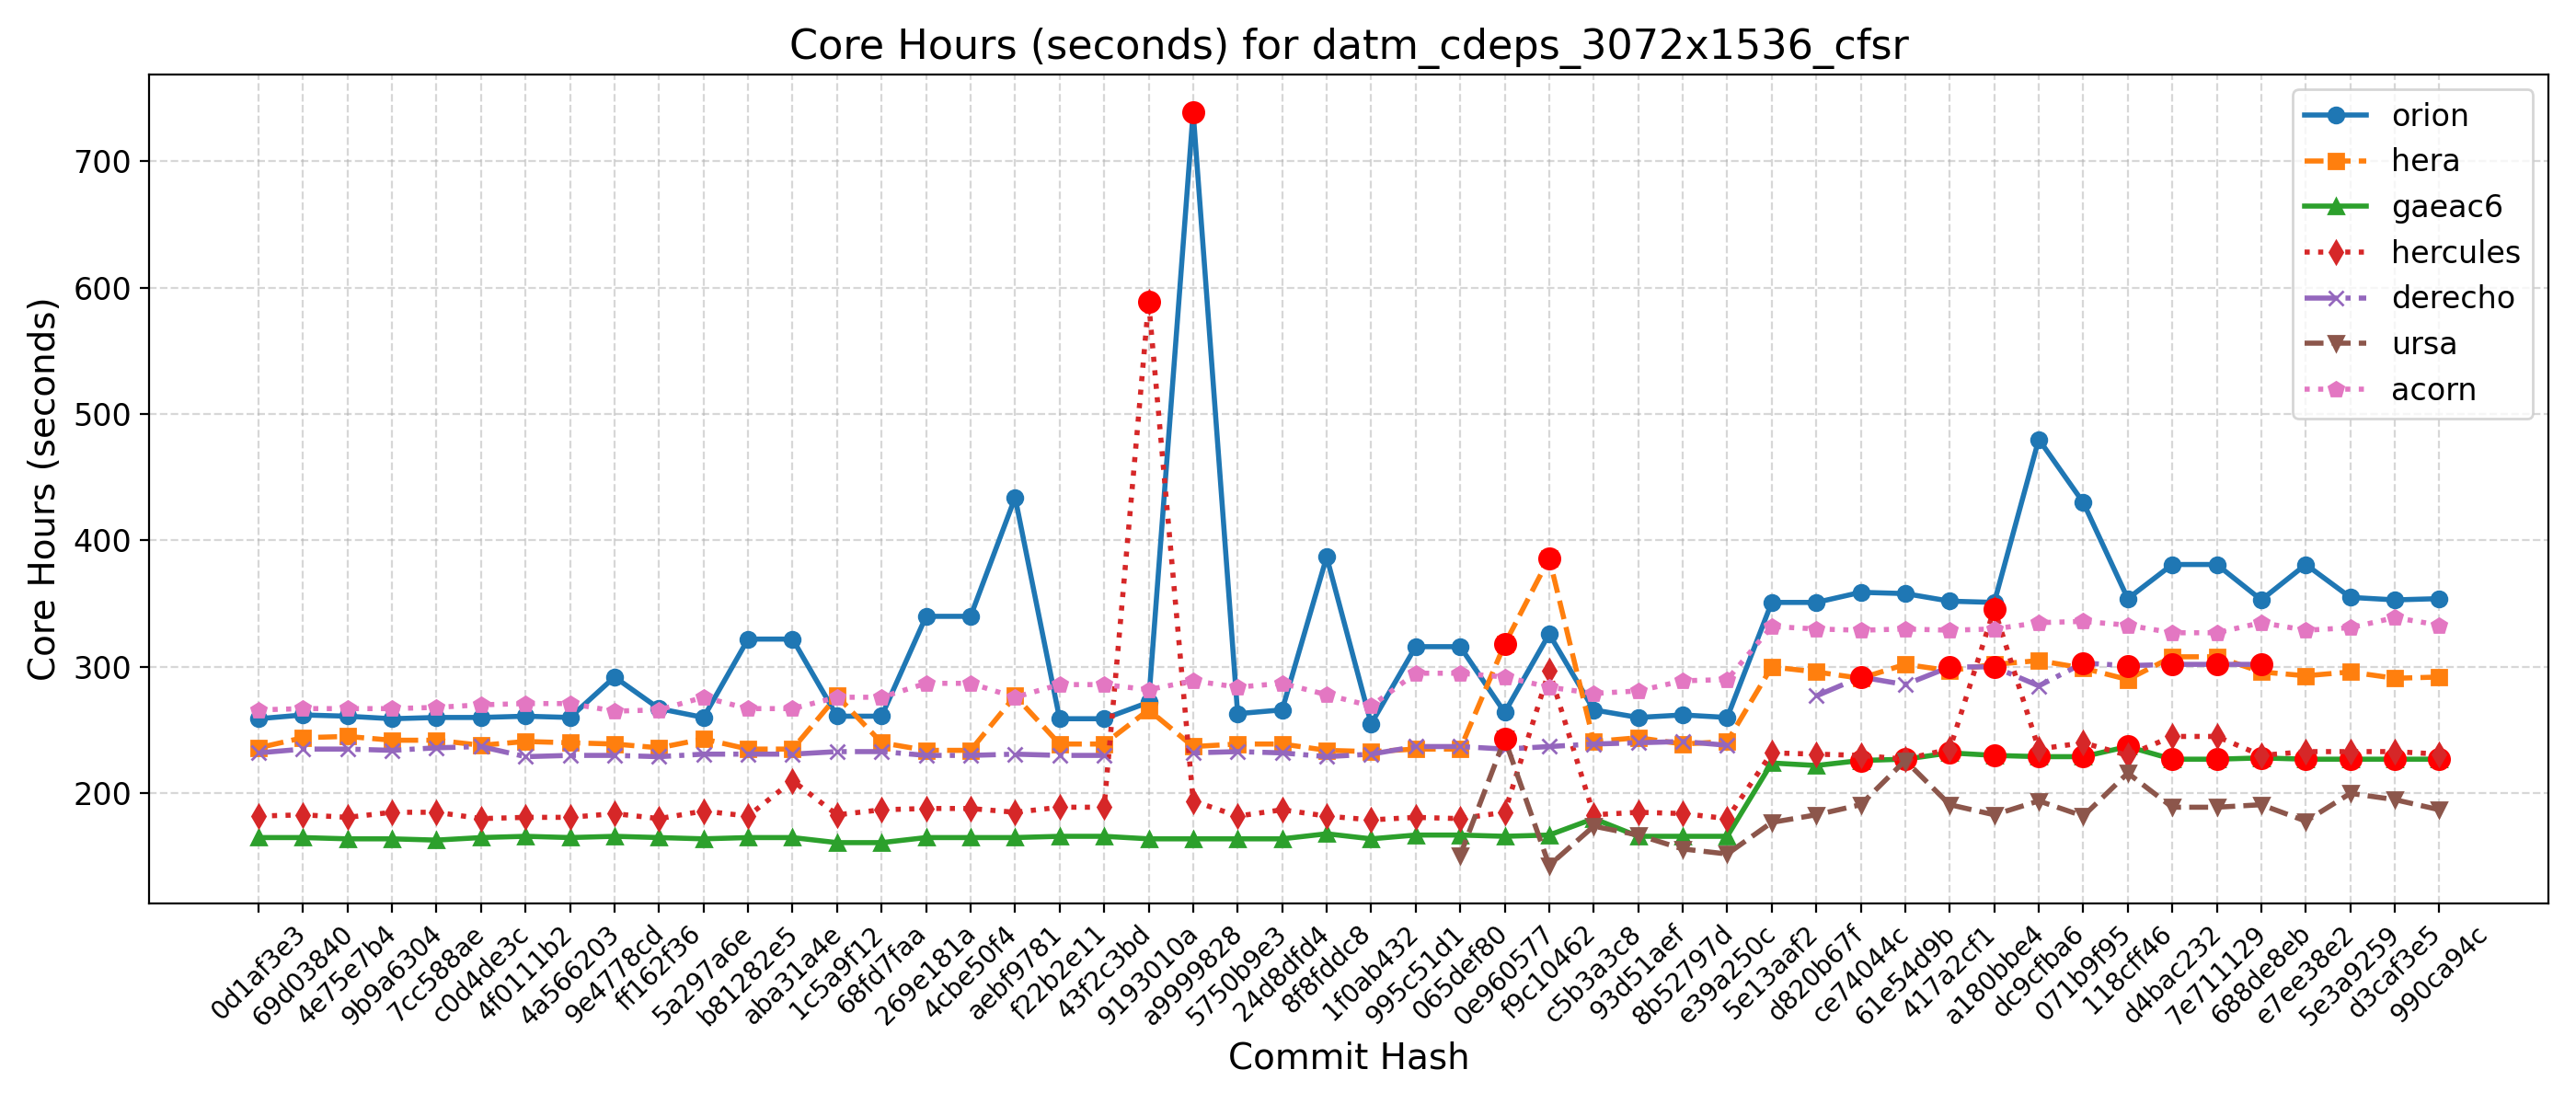 Core Hours (seconds) for datm_cdeps_3072x1536_cfsr
Core Hours (seconds)
700
600
500
400
300
200
orion
hera
gaeac6
hercules
derecho
ursa
acorn
0d1af3e3
69d03840
4e75e7b4
9b9a6304
7cc588ae
c0d4de3c
4f0111b2
4a566203
9e4778cd
ff162f36
5a297a6e
b81282e5
aba31a4e
1c5a9f12
68fd7faa
269e181a
4cbe50f4
aebf9781
f22b2e11
43f2c3bd
9193010a
a9999828
5750b9e3
24d8dfd4
8f8fddc8
1f0ab432
995c51d1
065def80
0e960577
f9c10462
c5b3a3c8
93d51aef
8b52797d
e39a250c
5e13aaf2
d820b67f
ce74044c
61e54d9b
417a2cf1
a180bbe4
dc9cfba6
071b9f95
118cff46
d4bac232
7e711129
688de8eb
e7ee38e2
5e3a9259
d3caf3e5
990ca94c
Commit Hash